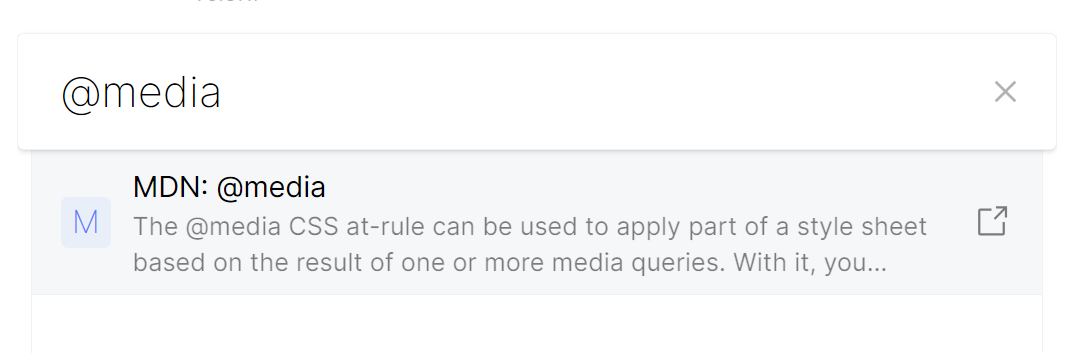 @media
MDN: @media
M
The @media CSS at-rule can be used to apply part of a style sheet
based on the result of one or more media queries. With it, you...